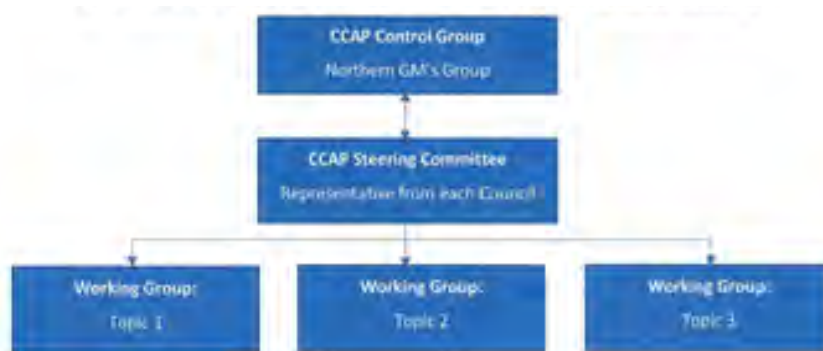 CCAP Control Group
Northern GM's Group
CCAP Steering Committee
Representative from each Council
Working Group:
Topic 1
Working Group:
Topic 2
Working Group:
Topic 3